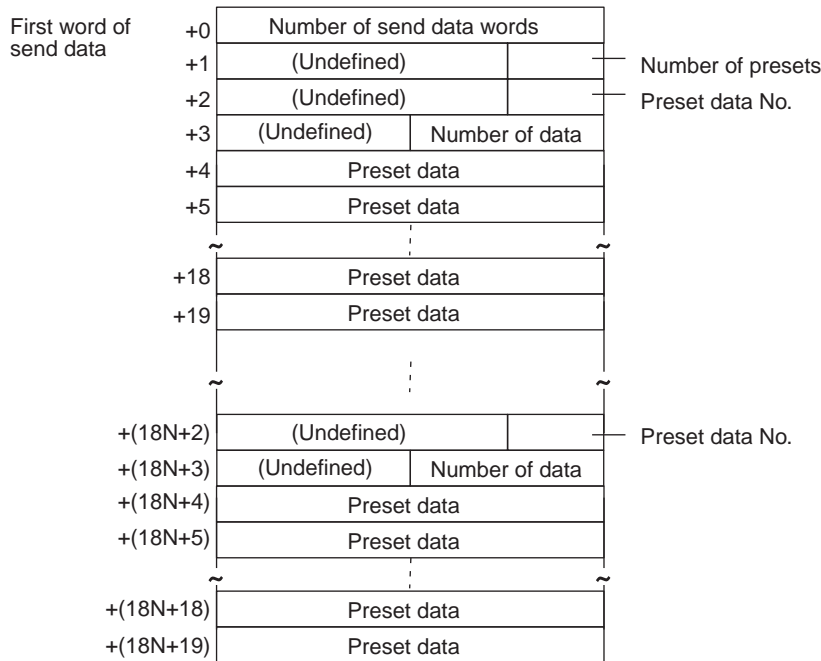 First word of
send data
+0 Number of send data words
+1 (Undefined) Number of presets
+2 (Undefined) Preset data No.
+3 (Undefined) Number of data
+4 Preset data
+5 Preset data
~ ~
+18 Preset data
+19 Preset data
~ ~
+(18N+2) (Undefined) Preset data No.
+(18N+3) (Undefined) Number of data
+(18N+4) Preset data
+(18N+5) Preset data
~ ~
+(18N+18) Preset data
+(18N+19) Preset data